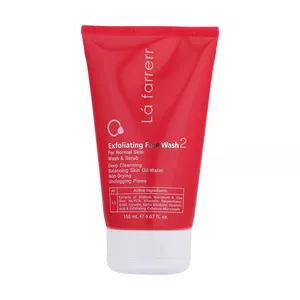 Lá farrerr
Exfoliating Face Wash 2
For Normal Skin
Wash & Scrub
Deep Cleansing
Balancing Skin Oil-Water
Non Drying
Unclogging Pores
Active Ingredients
150 ml e 5.07 fl. oz.